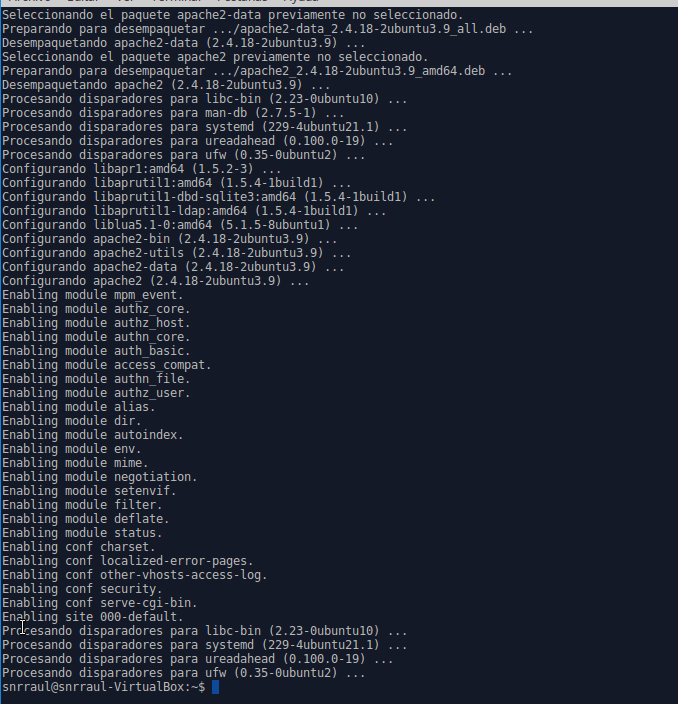 Seleccionando el paquete apache2-data previamente no seleccionado.
Preparando para desempaquetar .../apache2-data_2.4.18-2ubuntu3.9_all.deb ...
Desempaquetando apache2-data (2.4.18-2ubuntu3.9) ...
Seleccionando el paquete apache2 previamente no seleccionado.
Preparando para desempaquetar .../apache2_2.4.18-2ubuntu3.9_amd64.deb ...
Desempaquetando apache2 (2.4.18-2ubuntu3.9) ...
Procesando disparadores para libc-bin (2.23-0ubuntu10) ...
Procesando disparadores para man-db (2.7.5-1) ...
Procesando disparadores para systemd (229-4ubuntu21.1) ...
Procesando disparadores para ureadahead (0.100.0-19) ...
Procesando disparadores para ufw (0.35-0ubuntu2) ...
Configurando libapr1:amd64 (1.5.2-3) ...
Configurando libaprutil1:amd64 (1.5.4-1build1) ...
Configurando libaprutil1-dbd-sqlite3:amd64 (1.5.4-1build1) ...
Configurando libaprutil1-ldap:amd64 (1.5.4-1build1) ...
Configurando liblua5.1-0:amd64 (5.1.5-8ubuntu1) ...
Configurando apache2-bin (2.4.18-2ubuntu3.9) ...
Configurando apache2-utils (2.4.18-2ubuntu3.9) ...
Configurando apache2-data (2.4.18-2ubuntu3.9) ...
Configurando apache2 (2.4.18-2ubuntu3.9) ...
Enabling module mpm_event.
Enabling module authz_core.
Enabling module authz_host.
Enabling module authn_core.
Enabling module auth_basic.
Enabling module access_compat.
Enabling module authn_file.
Enabling module authz_user.
Enabling module alias.
Enabling module dir.
Enabling module autoindex.
Enabling module env.
Enabling module mime.
Enabling module negotiation.
Enabling module setenvif.
Enabling module filter.
Enabling module deflate.
Enabling module status.
Enabling conf charset.
Enabling conf localized-error-pages.
Enabling conf other-vhosts-access-log.
Enabling conf security.
Enabling conf serve-cgi-bin.
Enabling site 000-default.
Procesando disparadores para libc-bin (2.23-0ubuntu10) ...
Procesando disparadores para systemd (229-4ubuntu21.1) ...
Procesando disparadores para ureadahead (0.100.0-19) ...
Procesando disparadores para ufw (0.35-0ubuntu2) ...
snrraul@snrraul-VirtualBox:~$